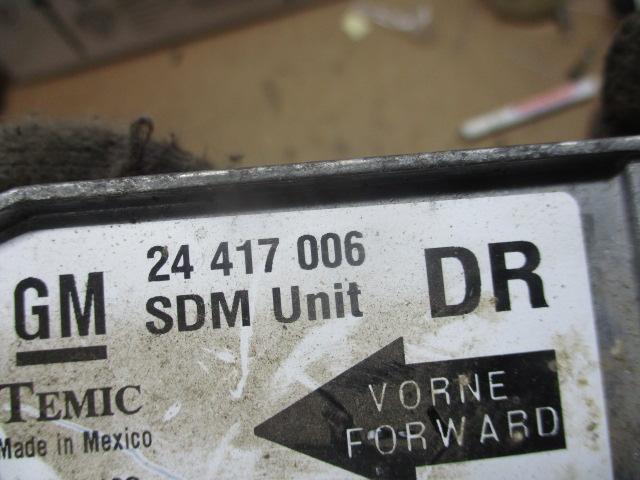 24 417 006
GM SDM Unit DR
TEMIC
Made in Mexico
VORNE
FORWARD